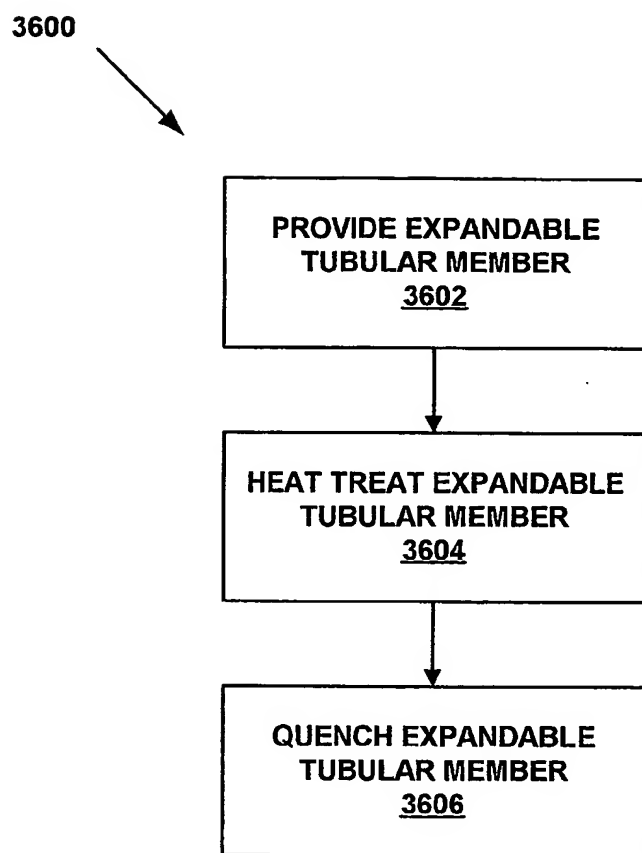 3600
PROVIDE EXPANDABLE
TUBULAR MEMBER
3602
HEAT TREAT EXPANDABLE
TUBULAR MEMBER
3604
QUENCH EXPANDABLE
TUBULAR MEMBER
3606